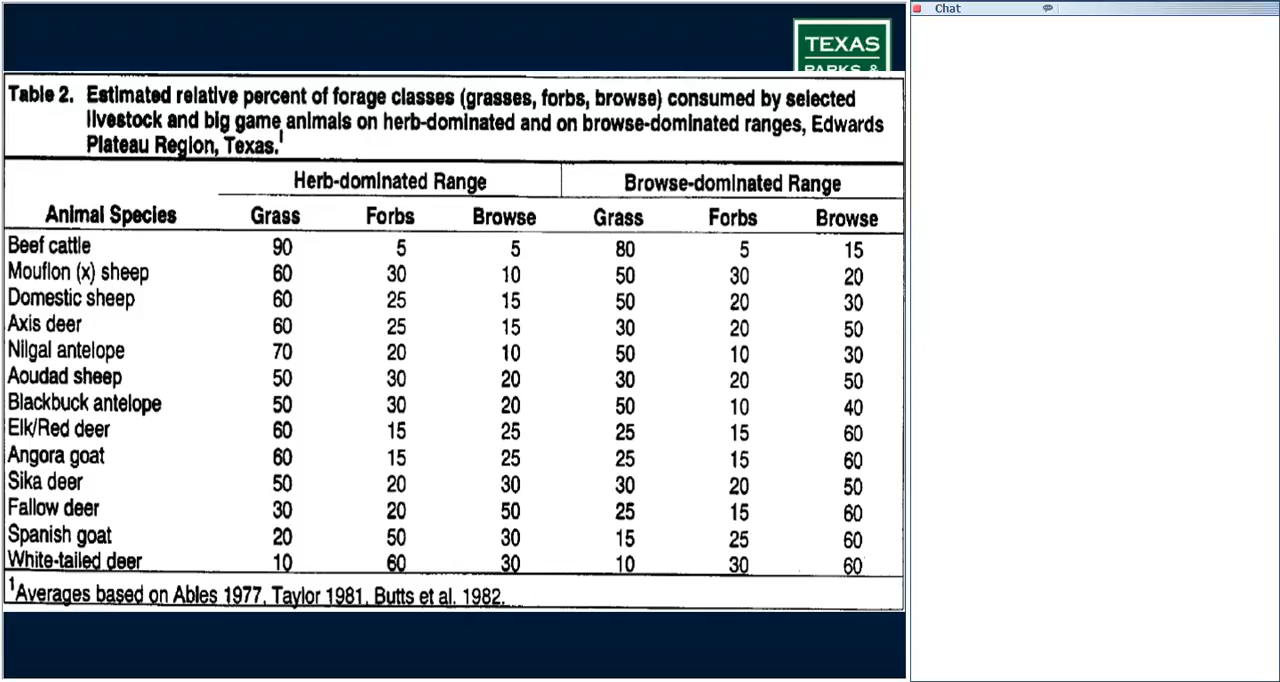 Chat
TEXAS
PARKS &
Table 2. Estimated relative percent of forage classes (grasses, forbs, browse) consumed by selected
livestock and big game animals on herb-dominated and on browse-dominated ranges, Edwards
Plateau Region, Texas.1
Herb-dominated Range Browse-dominated Range
Animal Species Grass Forbs Browse Grass Forbs Browse
Beef cattle 90 5 5 80 5 15
Mouflon (x) sheep 60 30 10 50 30 20
Domestic sheep 60 25 15 50 20 30
Axis deer 60 25 15 30 20 50
Nilgai antelope 70 20 10 50 10 30
Aoudad sheep 50 30 20 30 20 50
Blackbuck antelope 50 30 20 50 10 40
Elk/Red deer 60 15 25 25 15 60
Angora goat 60 15 25 25 15 60
Sika deer 50 20 30 30 20 50
Fallow deer 30 20 50 25 15 60
Spanish goat 20 50 30 15 25 60
White-tailed deer 10 60 30 10 30 60
1Averages based on Ables 1977, Taylor 1981, Butts et al. 1982.